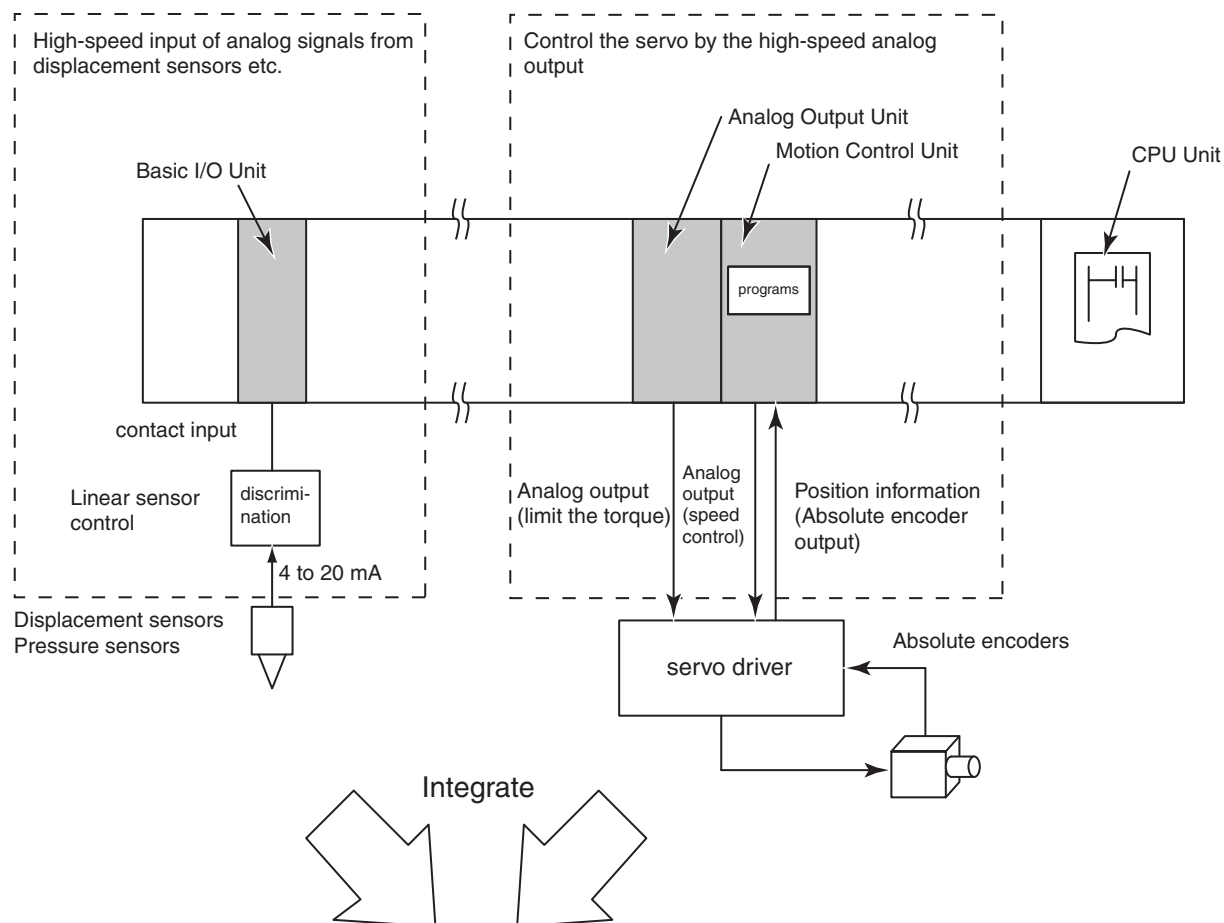 High-speed input of analog signals from
displacement sensors etc.
Control the servo by the high-speed analog
output
Analog Output Unit
Motion Control Unit
CPU Unit
Basic I/O Unit
programs
contact input
Linear sensor
control
discrimi-
nation
4 to 20 mA
Displacement sensors
Pressure sensors
Analog output
(limit the torque)
Analog
output
(speed
control)
Position information
(Absolute encoder
output)
servo driver
Absolute encoders
Integrate